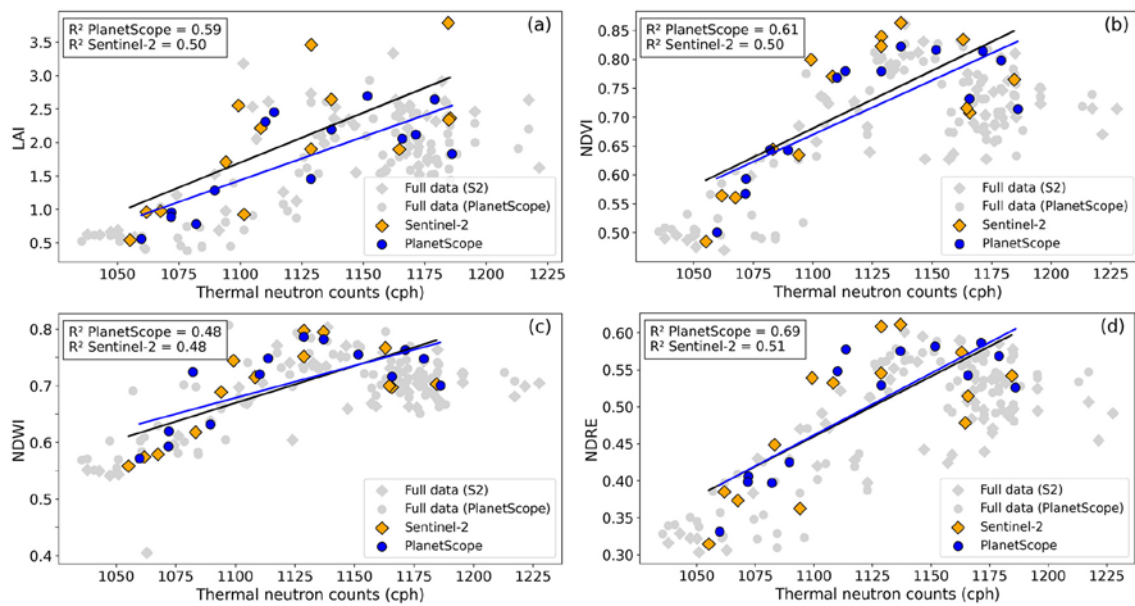 (a)
R² PlanetScope = 0.59
R² Sentinel-2 = 0.50
LAI
3.5
3.0
2.5
2.0
1.5
1.0
0.5
Full data (S2)
Full data (PlanetScope)
Sentinel-2
PlanetScope
1050 1075 1100 1125 1150 1175 1200 1225
Thermal neutron counts (cph)
(b)
R² PlanetScope = 0.61
R² Sentinel-2 = 0.50
NDVI
0.85
0.80
0.75
0.70
0.65
0.60
0.55
0.50
Full data (S2)
Full data (PlanetScope)
Sentinel-2
PlanetScope
1050 1075 1100 1125 1150 1175 1200 1225
Thermal neutron counts (cph)
(c)
R² PlanetScope = 0.48
R² Sentinel-2 = 0.48
NDWI
0.8
0.7
0.6
0.5
0.4
Full data (S2)
Full data (PlanetScope)
Sentinel-2
PlanetScope
1050 1075 1100 1125 1150 1175 1200 1225
Thermal neutron counts (cph)
(d)
R² PlanetScope = 0.69
R² Sentinel-2 = 0.51
NDRE
0.60
0.55
0.50
0.45
0.40
0.35
0.30
Full data (S2)
Full data (PlanetScope)
Sentinel-2
PlanetScope
1050 1075 1100 1125 1150 1175 1200 1225
Thermal neutron counts (cph)